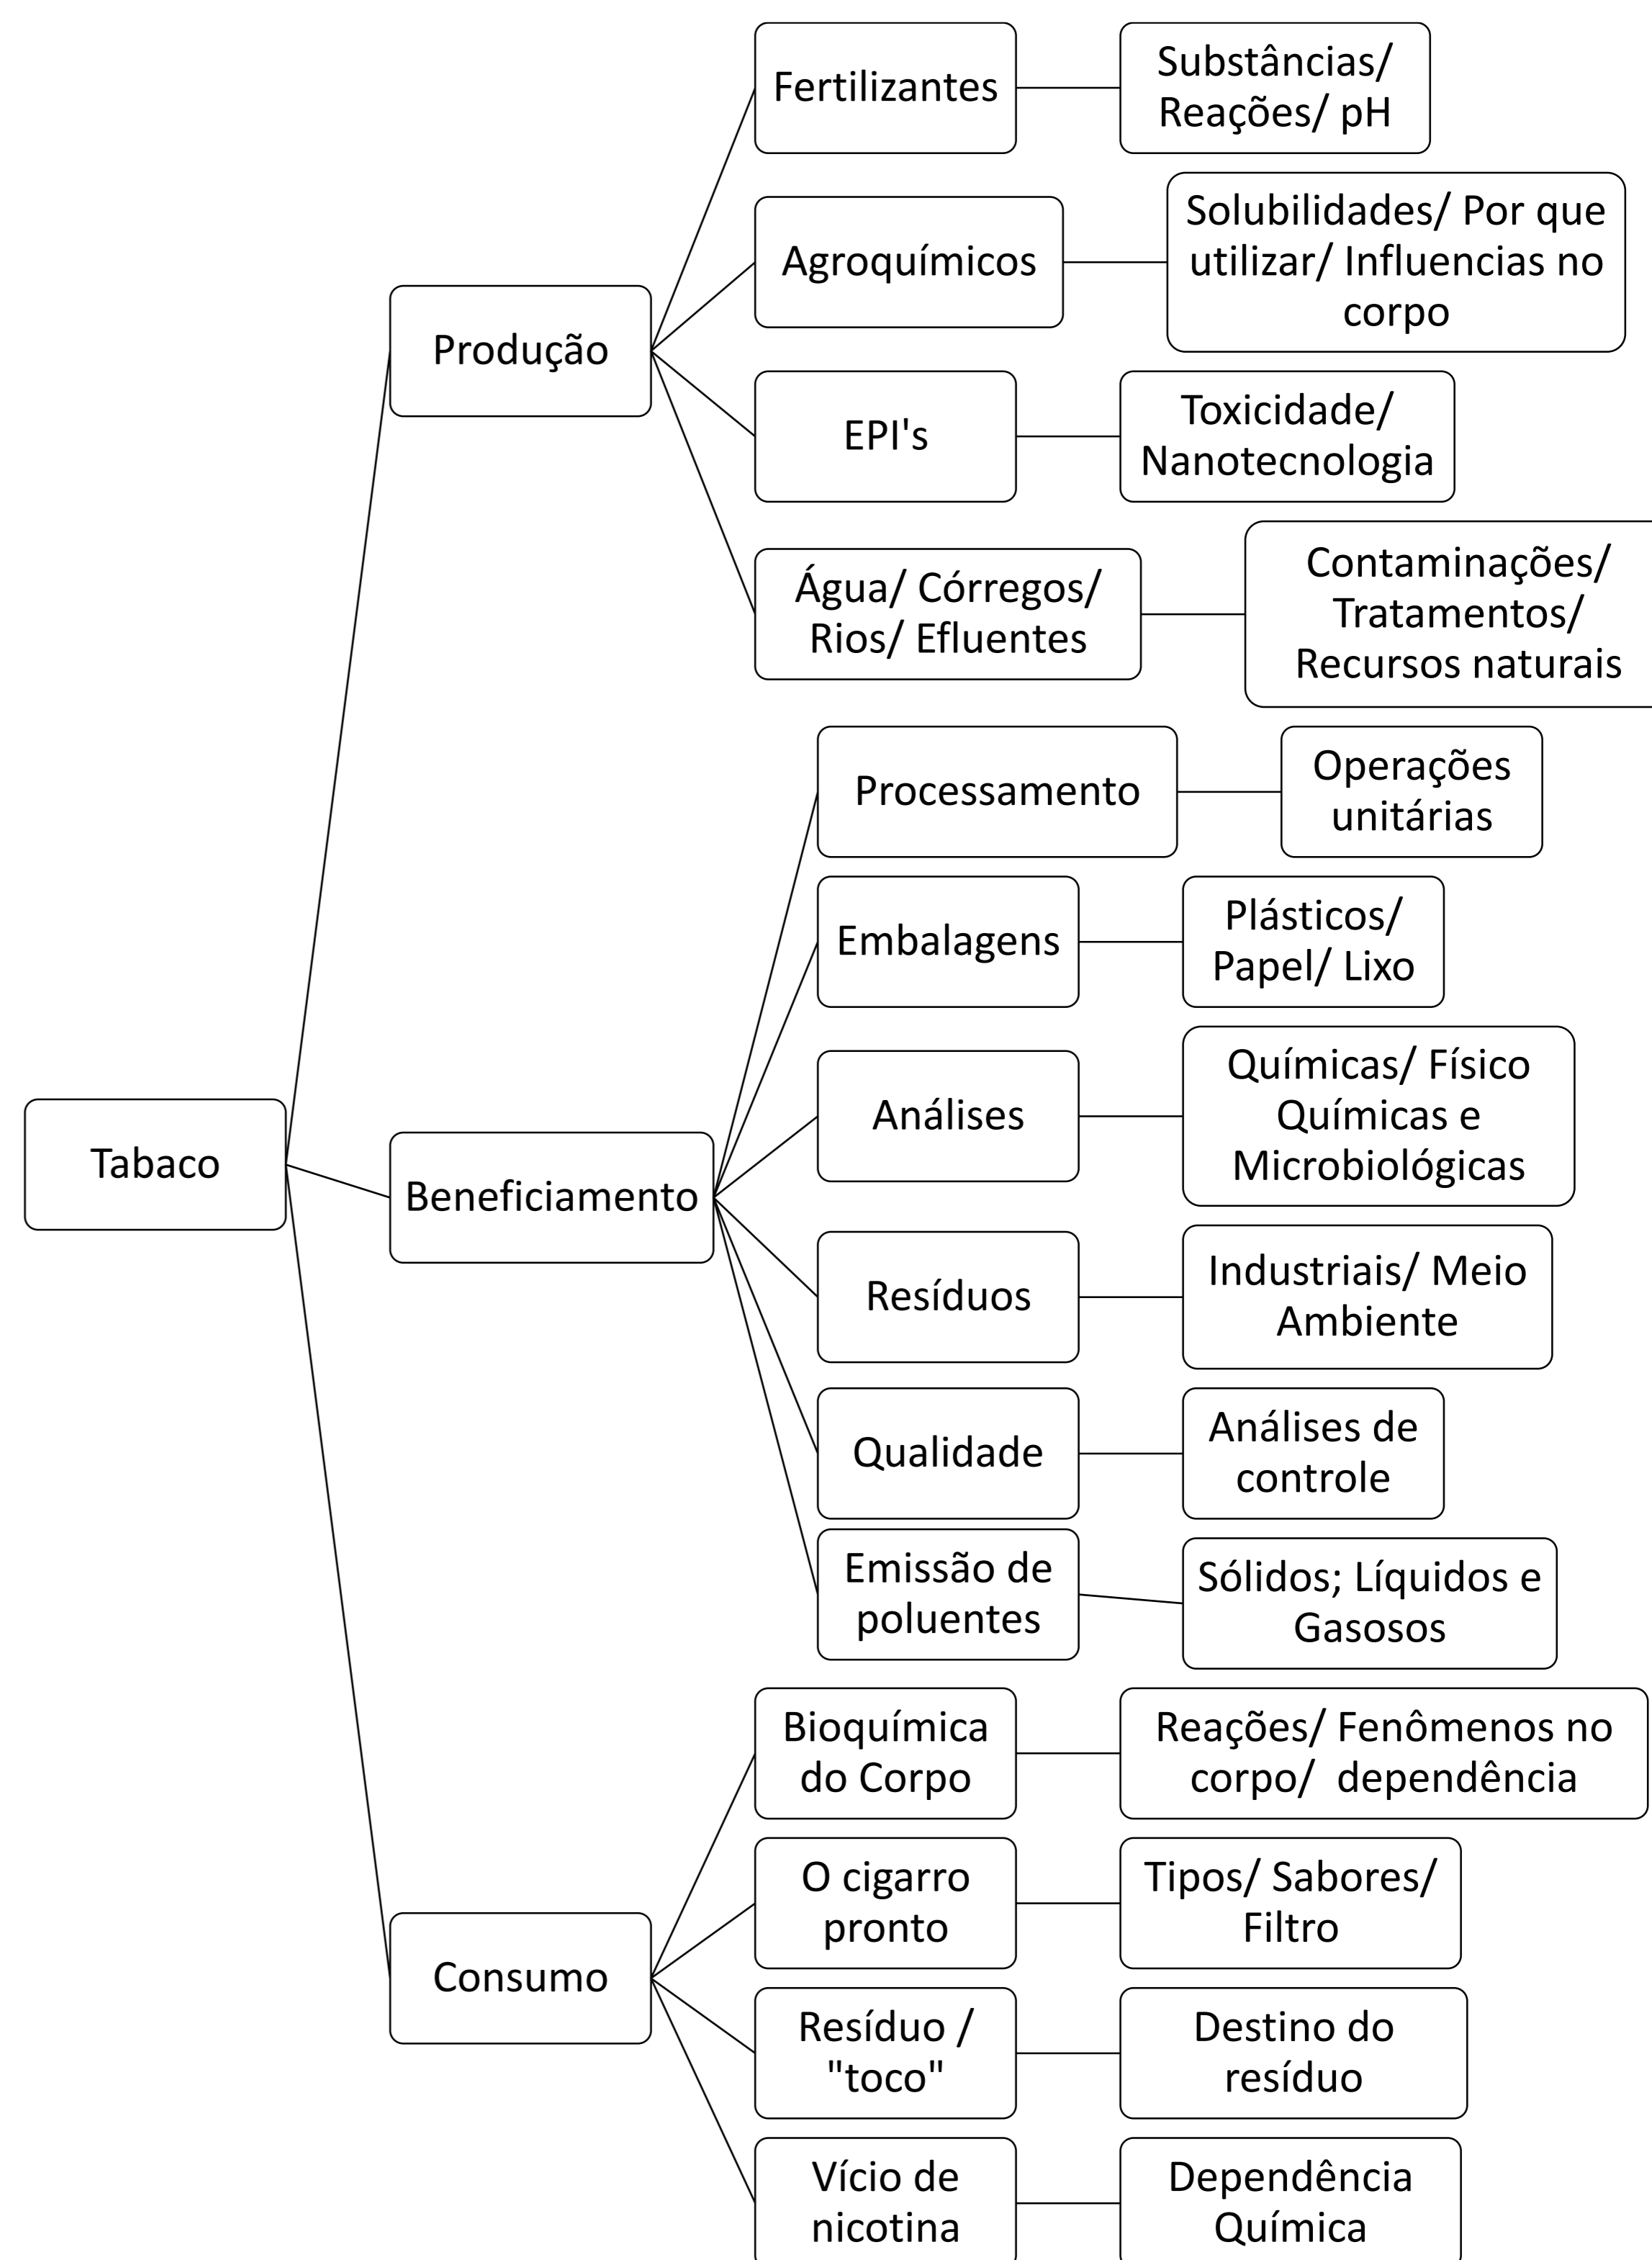 Tabaco
Produção
Fertilizantes
Substâncias/
Reações/ pH
Agroquímicos
Solubilidades/ Por que
utilizar/ Influencias no
corpo
EPI's
Toxicidade/
Nanotecnologia
Água/ Córregos/
Rios/ Efluentes
Contaminações/
Tratamentos/
Recursos naturais
Beneficiamento
Processamento
Operações
unitárias
Embalagens
Plásticos/
Papel/ Lixo
Análises
Químicas/ Físico
Químicas e
Microbiológicas
Resíduos
Industriais/ Meio
Ambiente
Qualidade
Análises de
controle
Emissão de
poluentes
Sólidos; Líquidos e
Gasosos
Consumo
Bioquímica
do Corpo
Reações/ Fenômenos no
corpo/ dependência
O cigarro
pronto
Tipos/ Sabores/
Filtro
Resíduo /
"toco"
Destino do
resíduo
Vício de
nicotina
Dependência
Química